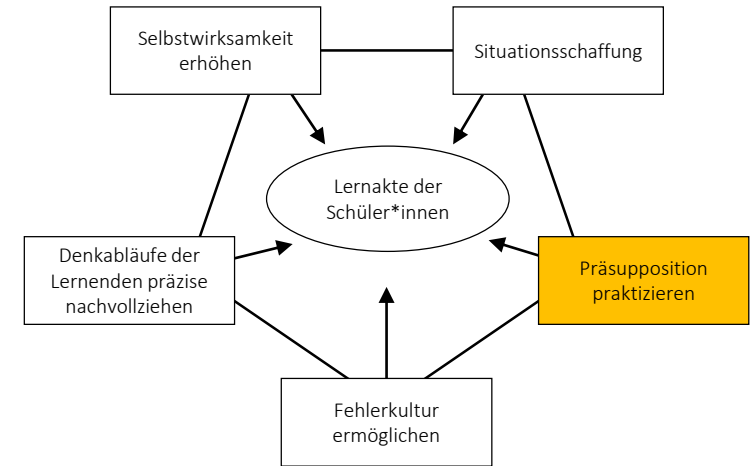 Selbstwirksamkeit
erhöhen
Situationsschaffung
Lernakte der
Schüler*innen
Denkabläufe der
Lernenden präzise
nachvollziehen
Präsupposition
praktizieren
Fehlerkultur
ermöglichen